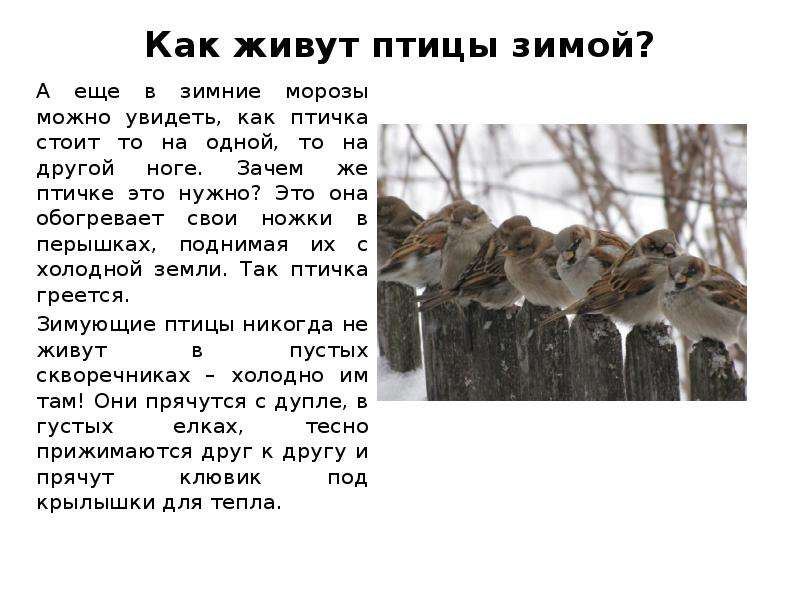 Как живут птицы зимой?
А еще в зимние морозы
можно увидеть, как птичка
стоит то на одной, то на
другой ноге. Зачем же
птичке это нужно? Это она
обогревает свои ножки в
перышках, поднимая их с
холодной земли. Так птичка
греется.
Зимующие птицы никогда не
живут в пустых
скворечниках – холодно им
там! Они прячутся с дупле, в
густых елках, тесно
прижимаются друг к другу и
прячут клювик под
крылышки для тепла.